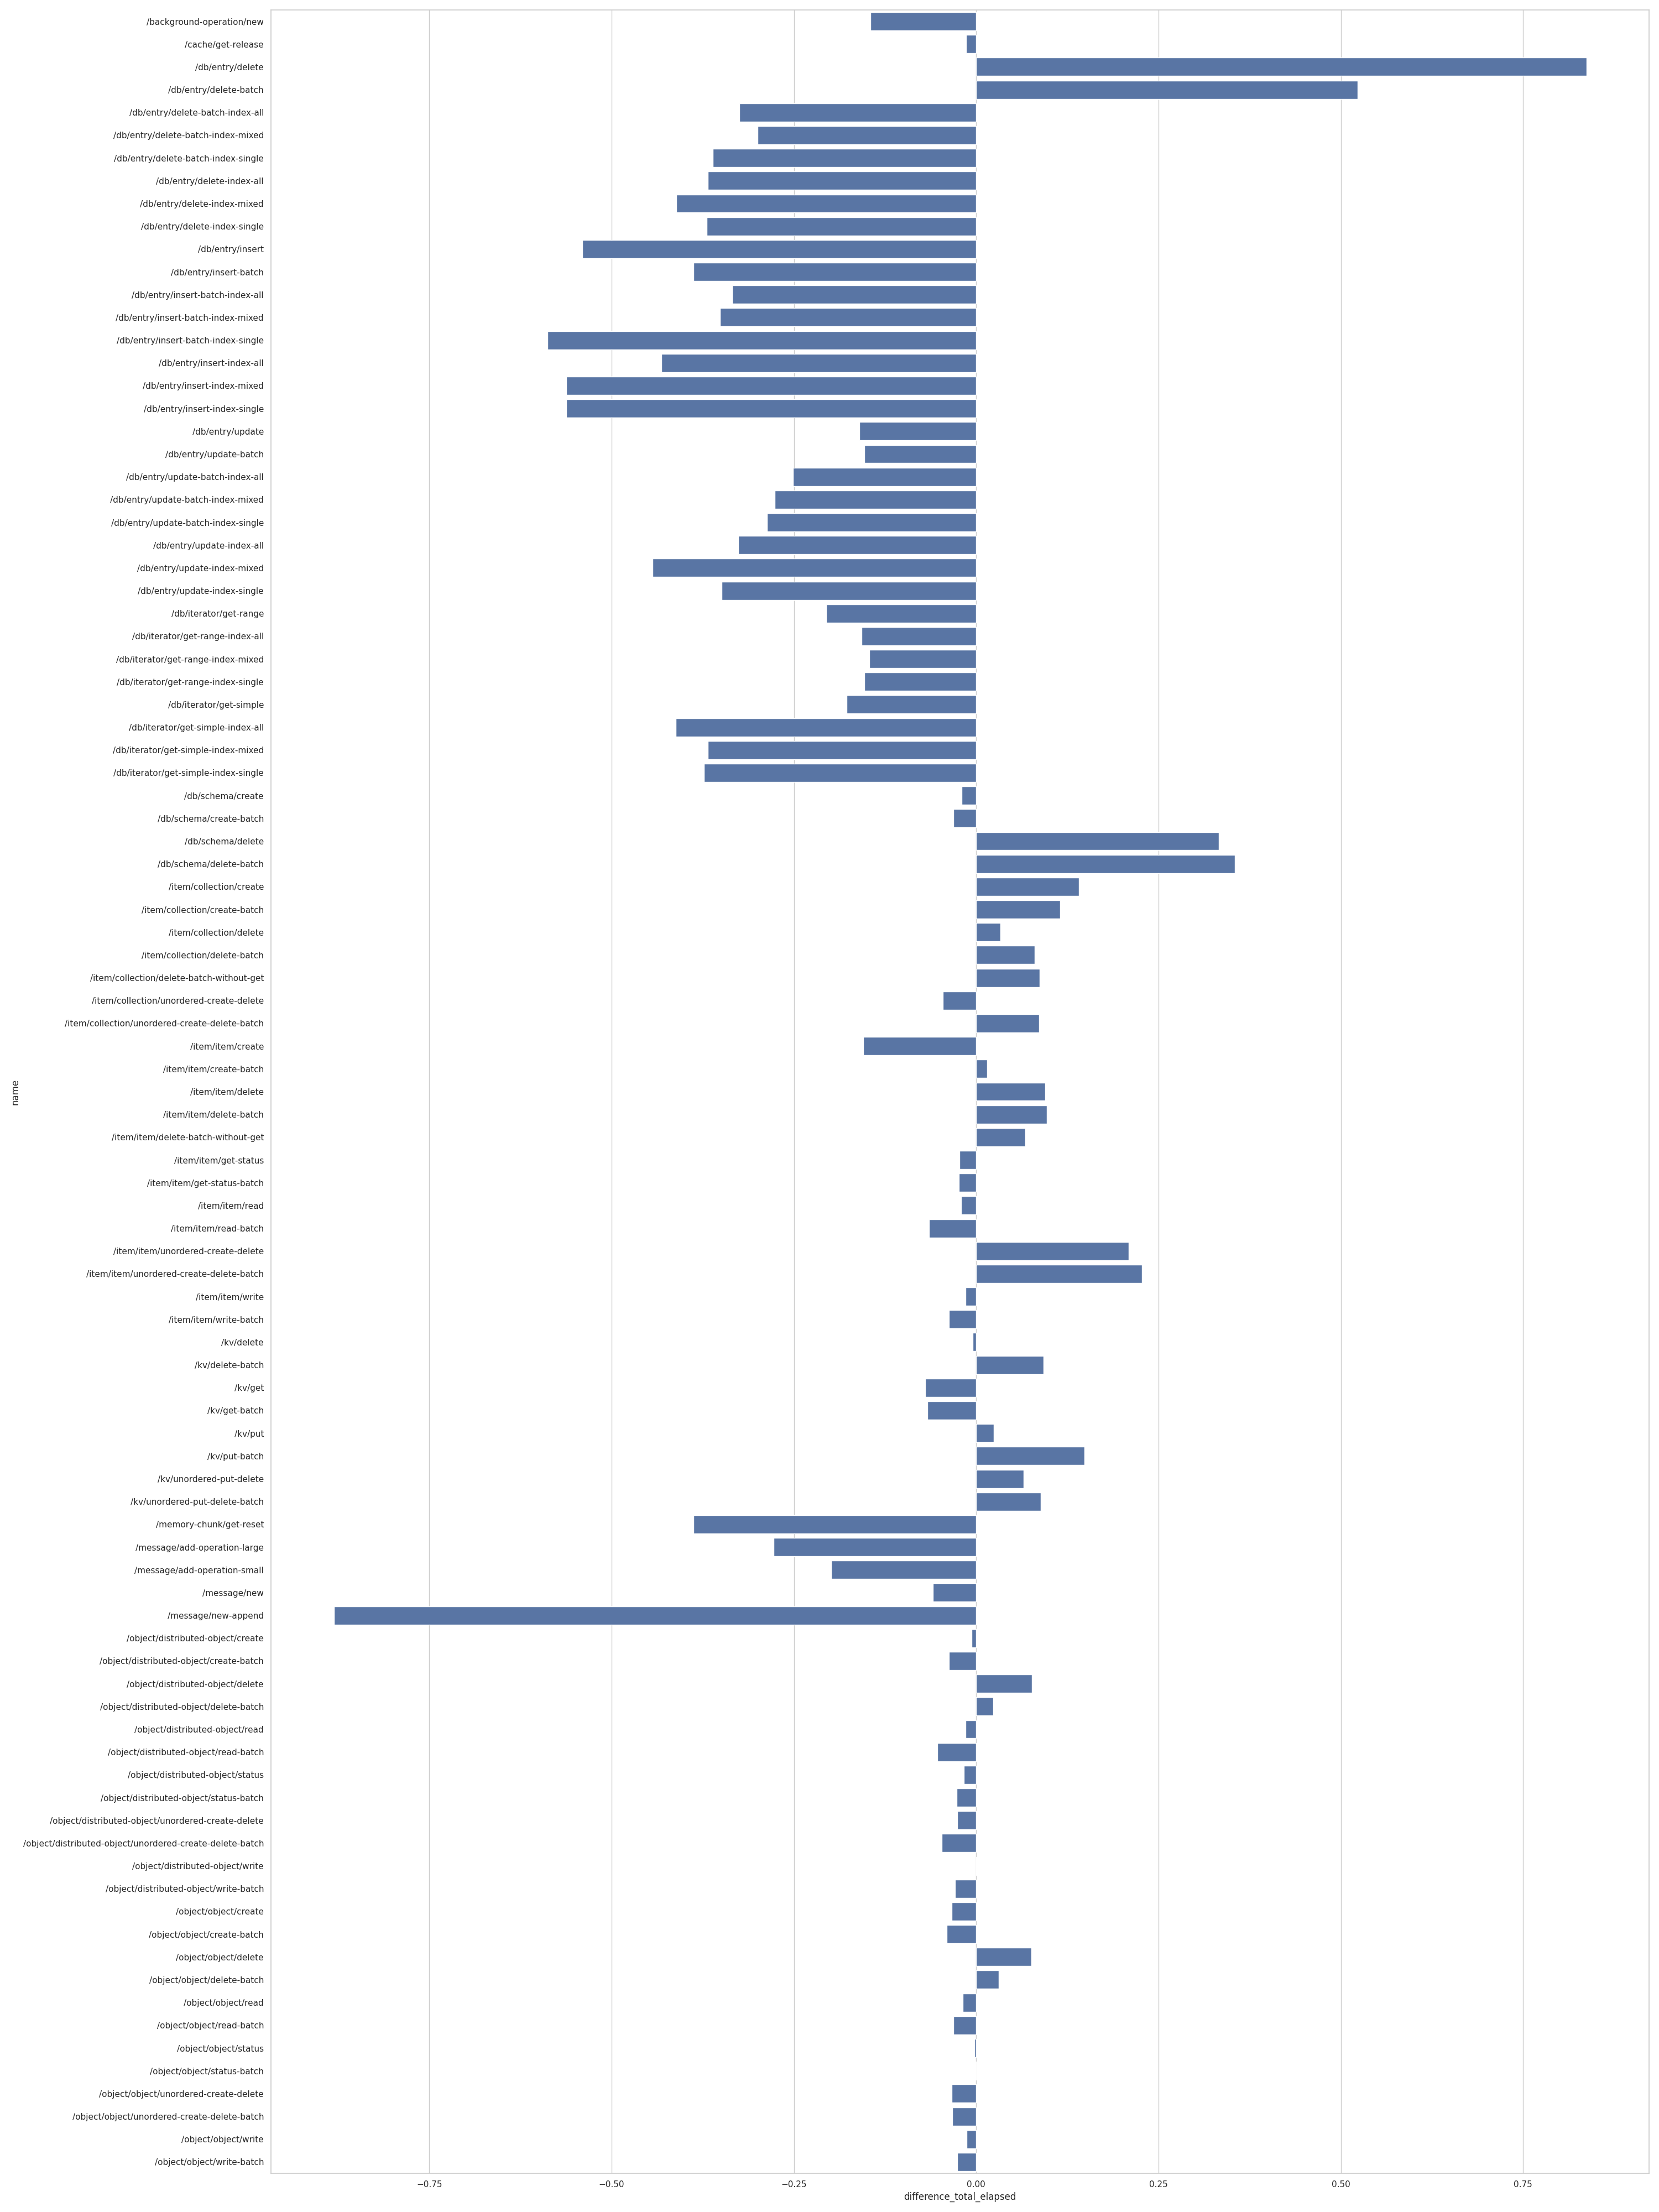 /background-operation/new
/cache/get-release
/db/entry/delete
/db/entry/delete-batch
/db/entry/delete-batch-index-all
/db/entry/delete-batch-index-mixed
/db/entry/delete-batch-index-single
/db/entry/delete-index-all
/db/entry/delete-index-mixed
/db/entry/delete-index-single
/db/entry/insert
/db/entry/insert-batch
/db/entry/insert-batch-index-all
/db/entry/insert-batch-index-mixed
/db/entry/insert-batch-index-single
/db/entry/insert-index-all
/db/entry/insert-index-mixed
/db/entry/insert-index-single
/db/entry/update
/db/entry/update-batch
/db/entry/update-batch-index-all
/db/entry/update-batch-index-mixed
/db/entry/update-batch-index-single
/db/entry/update-index-all
/db/entry/update-index-mixed
/db/entry/update-index-single
/db/iterator/get-range
/db/iterator/get-range-index-all
/db/iterator/get-range-index-mixed
/db/iterator/get-range-index-single
/db/iterator/get-simple
/db/iterator/get-simple-index-all
/db/iterator/get-simple-index-mixed
/db/iterator/get-simple-index-single
/db/schema/create
/db/schema/create-batch
/db/schema/delete
/db/schema/delete-batch
/item/collection/create
/item/collection/create-batch
/item/collection/delete
/item/collection/delete-batch
/item/collection/delete-batch-without-get
/item/collection/unordered-create-delete
/item/collection/unordered-create-delete-batch
/item/item/create
/item/item/create-batch
/item/item/delete
/item/item/delete-batch
/item/item/delete-batch-without-get
/item/item/get-status
/item/item/get-status-batch
/item/item/read
/item/item/read-batch
/item/item/unordered-create-delete
/item/item/unordered-create-delete-batch
/item/item/write
/item/item/write-batch
/kv/delete
/kv/delete-batch
/kv/get
/kv/get-batch
/kv/put
/kv/put-batch
/kv/unordered-put-delete
/kv/unordered-put-delete-batch
/memory-chunk/get-reset
/message/add-operation-large
/message/add-operation-small
/message/new
/message/new-append
/object/distributed-object/create
/object/distributed-object/create-batch
/object/distributed-object/delete
/object/distributed-object/delete-batch
/object/distributed-object/read
/object/distributed-object/read-batch
/object/distributed-object/status
/object/distributed-object/status-batch
/object/distributed-object/unordered-create-delete
/object/distributed-object/unordered-create-delete-batch
/object/distributed-object/write
/object/distributed-object/write-batch
/object/object/create
/object/object/create-batch
/object/object/delete
/object/object/delete-batch
/object/object/read
/object/object/read-batch
/object/object/status
/object/object/status-batch
/object/object/unordered-create-delete
/object/object/unordered-create-delete-batch
/object/object/write
/object/object/write-batch
name
−0.75 −0.50 −0.25 0.00 0.25 0.50 0.75
difference_total_elapsed